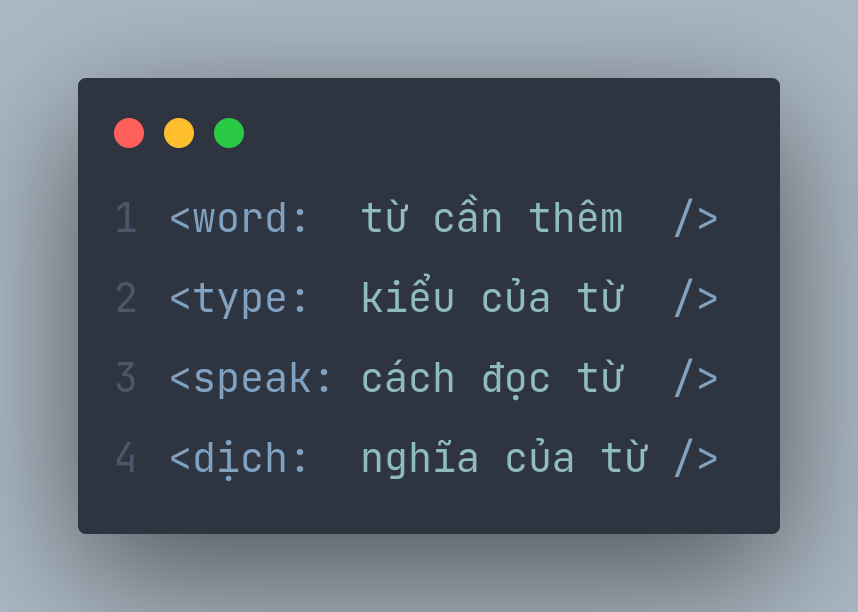 1 <word:  từ cần thêm  />
2 <type:  kiểu của từ  />
3 <speak: cách đọc từ  />
4 <dịch:  nghĩa của từ />